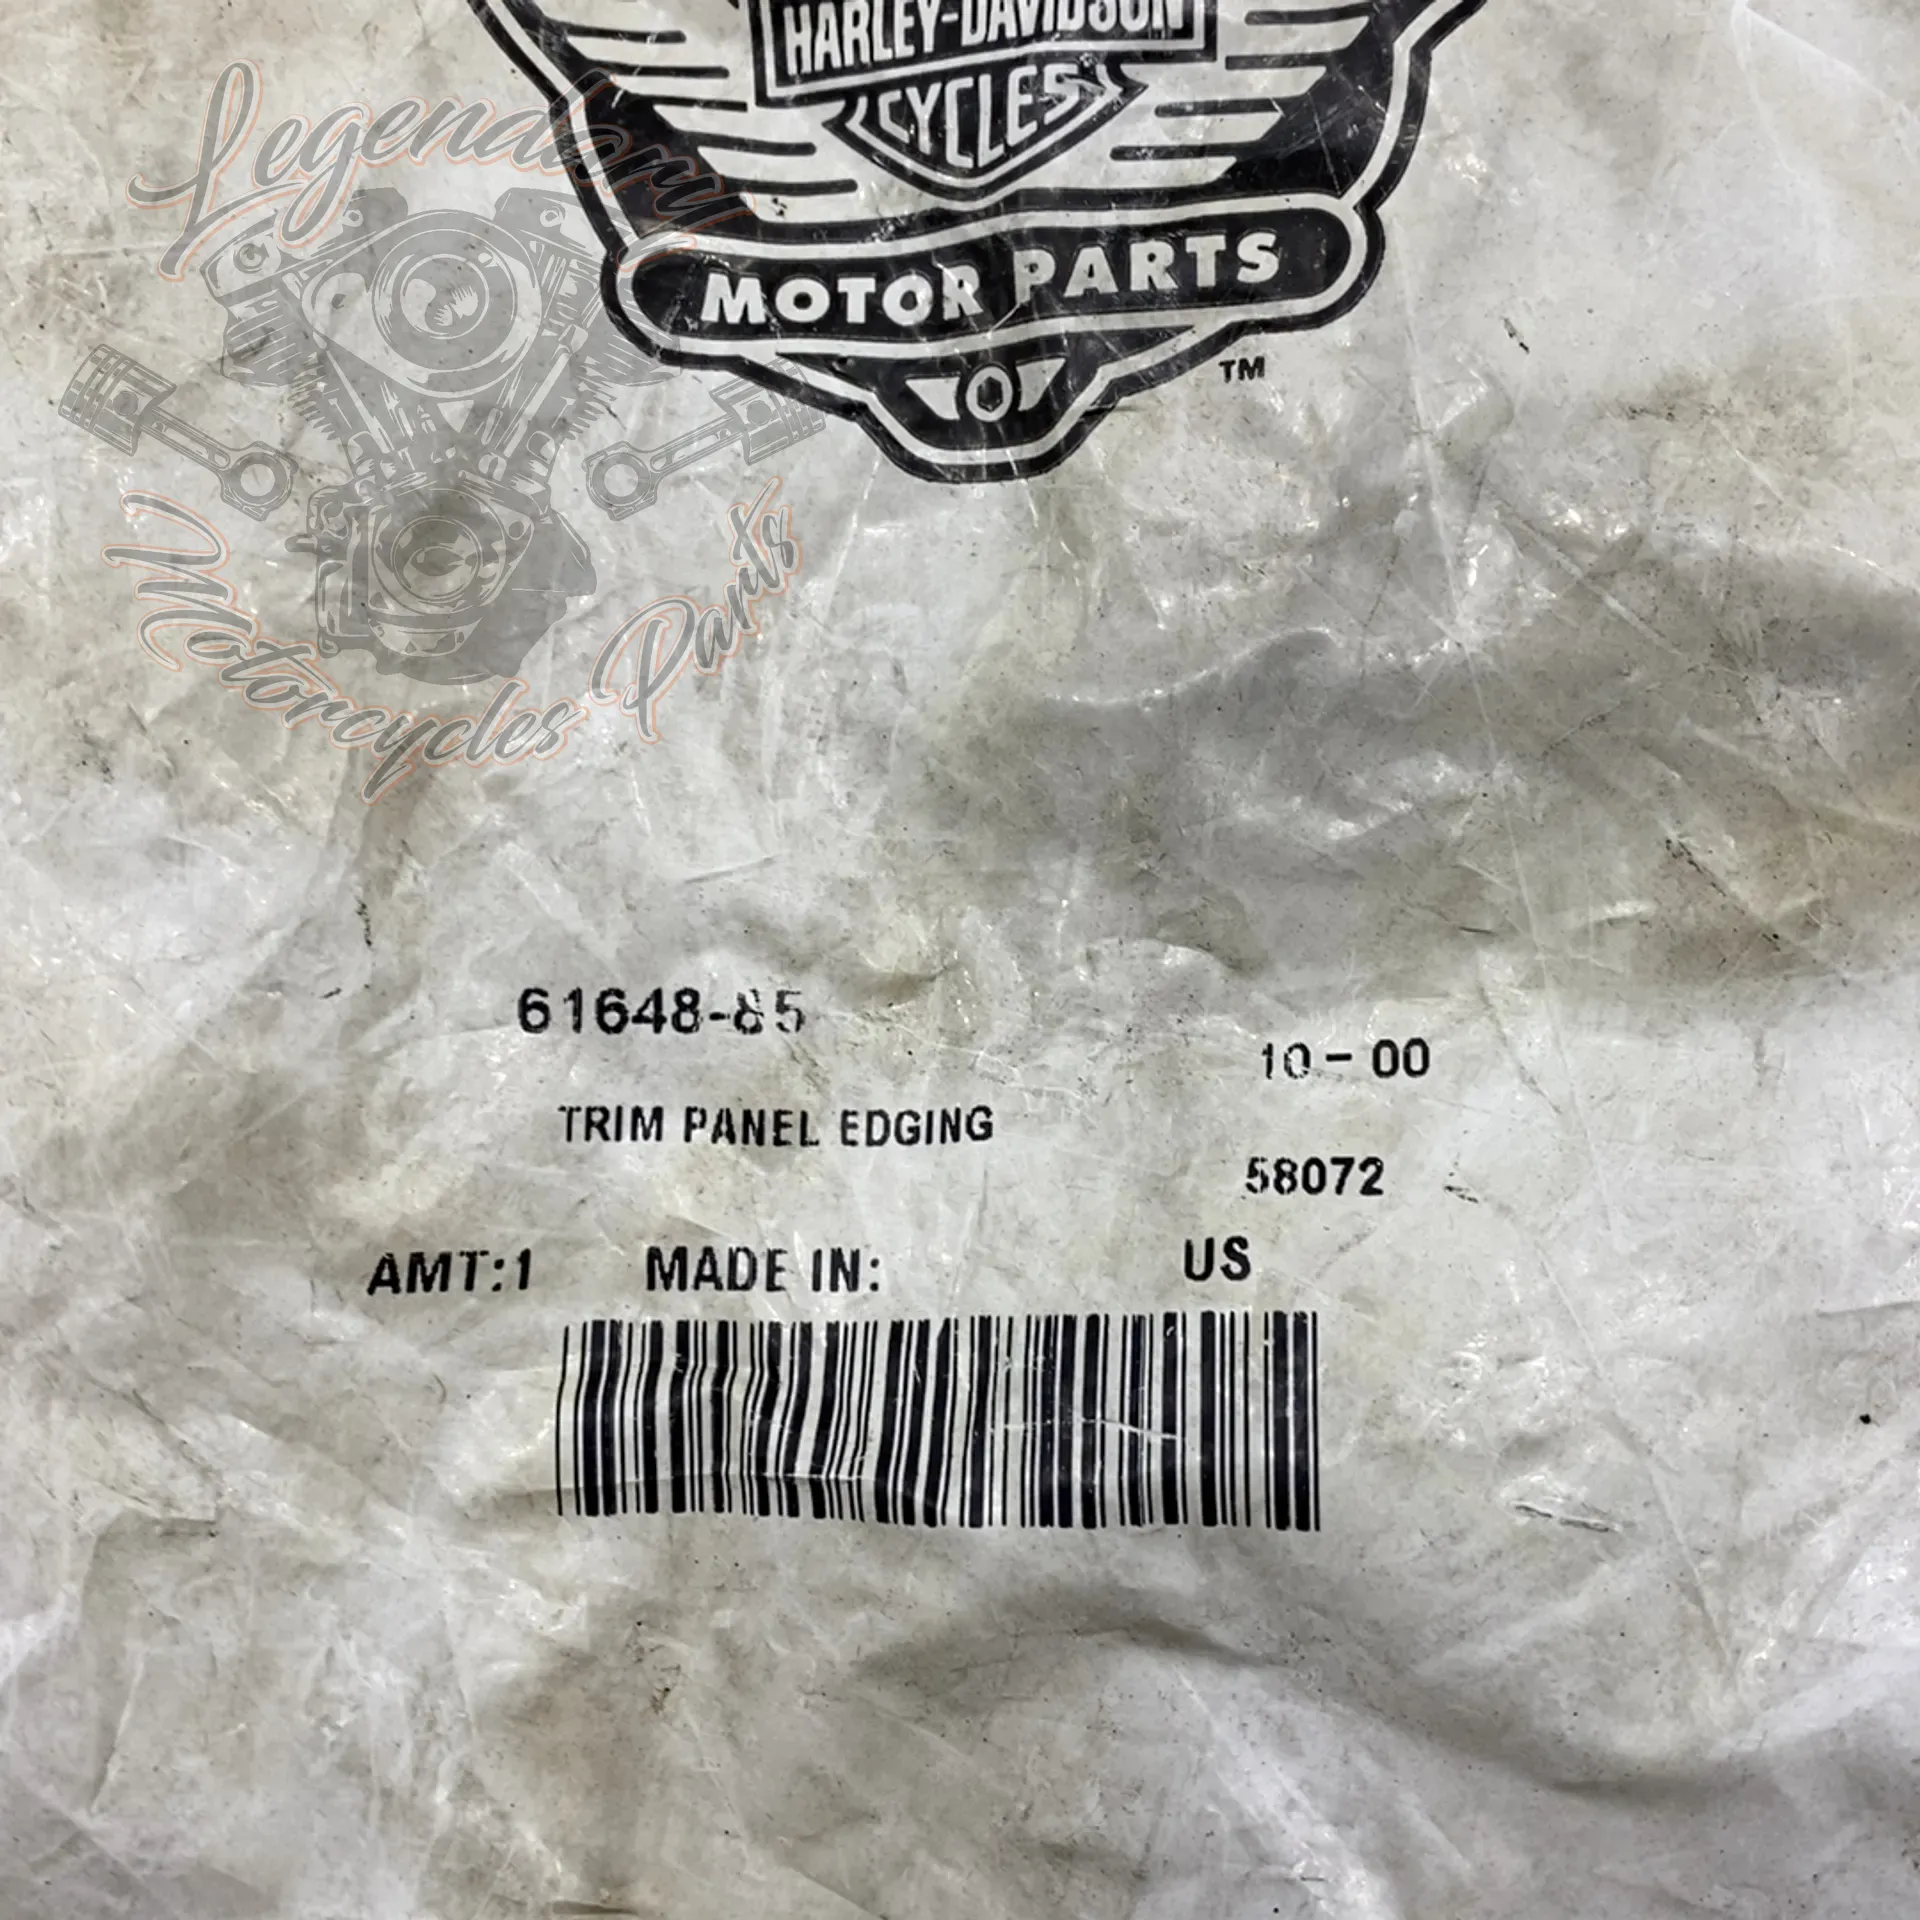 HARLEY-DAVIDSON
CYCLES
MOTOR PARTS
TM
Legendary
Motorcycles Parts
61648-85
10-00
TRIM PANEL EDGING
58072
AMT:1 MADE IN: US